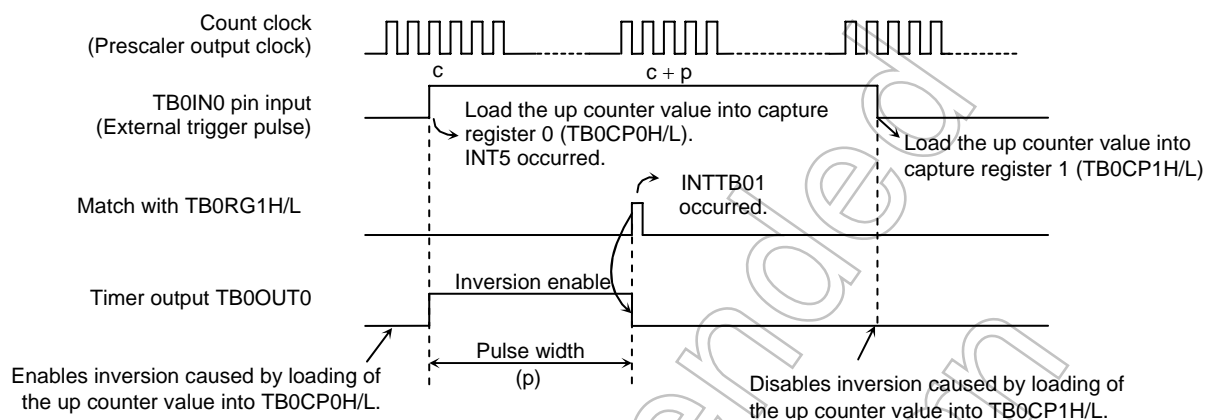 Count clock
(Prescaler output clock)
c
c + p
TB0IN0 pin input
(External trigger pulse)
Load the up counter value into capture
register 0 (TB0CP0H/L).
INT5 occurred.
Load the up counter value into
capture register 1 (TB0CP1H/L)
INTTB01
occurred.
Match with TB0RG1H/L
Inversion enable
Timer output TB0OUT0
Pulse width
(p)
Enables inversion caused by loading of
the up counter value into TB0CP0H/L.
Disables inversion caused by loading of
the up counter value into TB0CP1H/L.